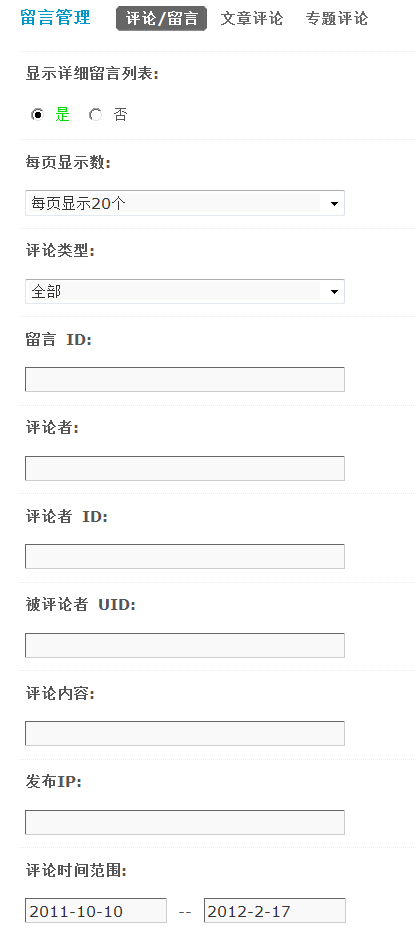 留言管理 评论/留言 文章评论 专题评论
显示详细留言列表:
是 否
每页显示数:
每页显示20个
评论类型:
全部
留言 ID:
评论者:
评论者 ID:
被评论者 UID:
评论内容:
发布IP:
评论时间范围:
2011-10-10 -- 2012-2-17